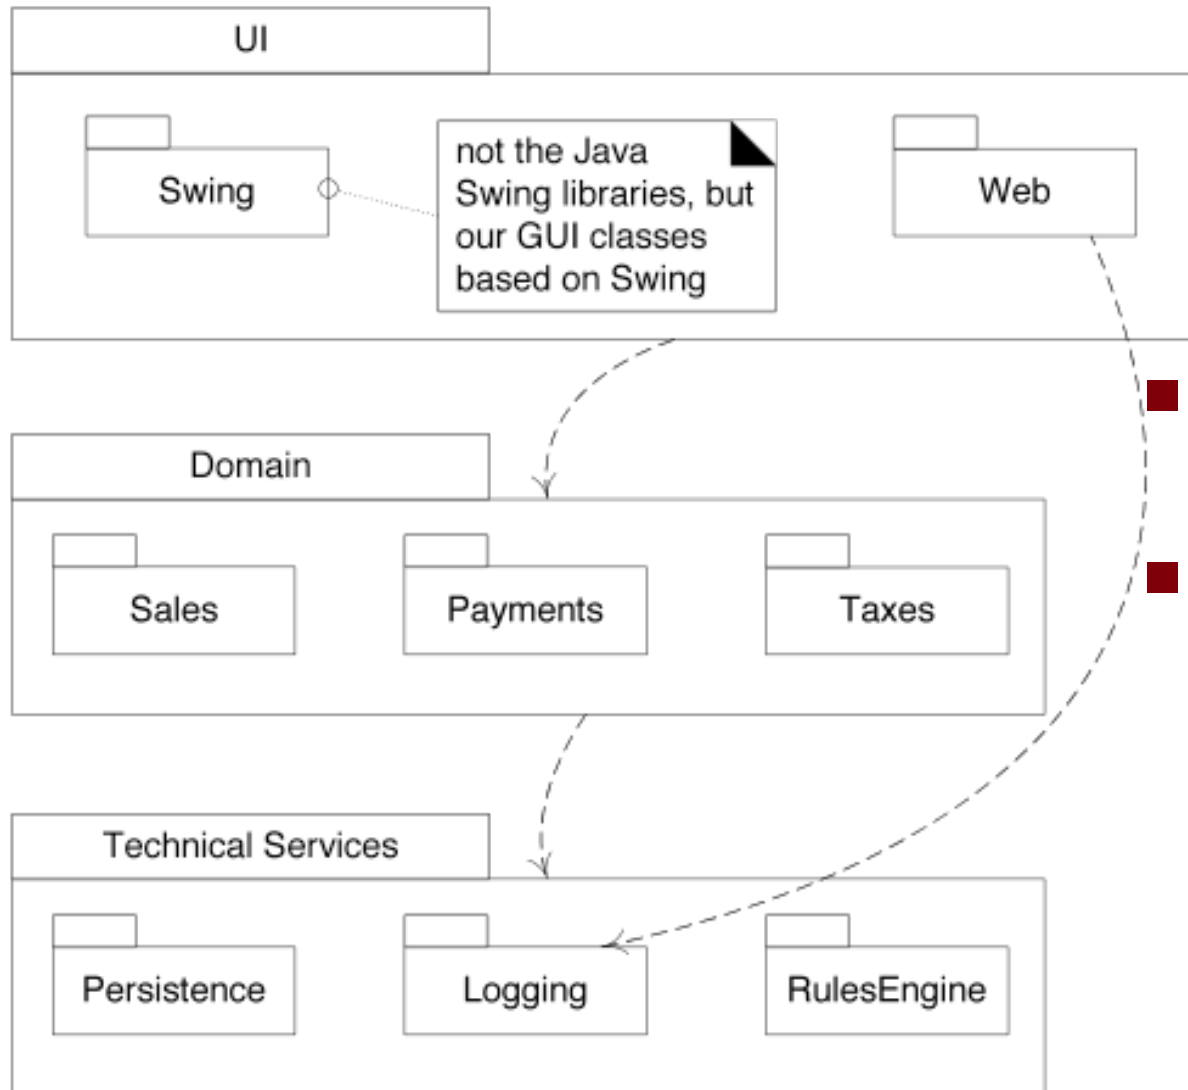 UI
Swing
not the Java
Swing libraries, but
our GUI classes
based on Swing
Web
Domain
Sales
Payments
Taxes
Technical Services
Persistence
Logging
RulesEngine